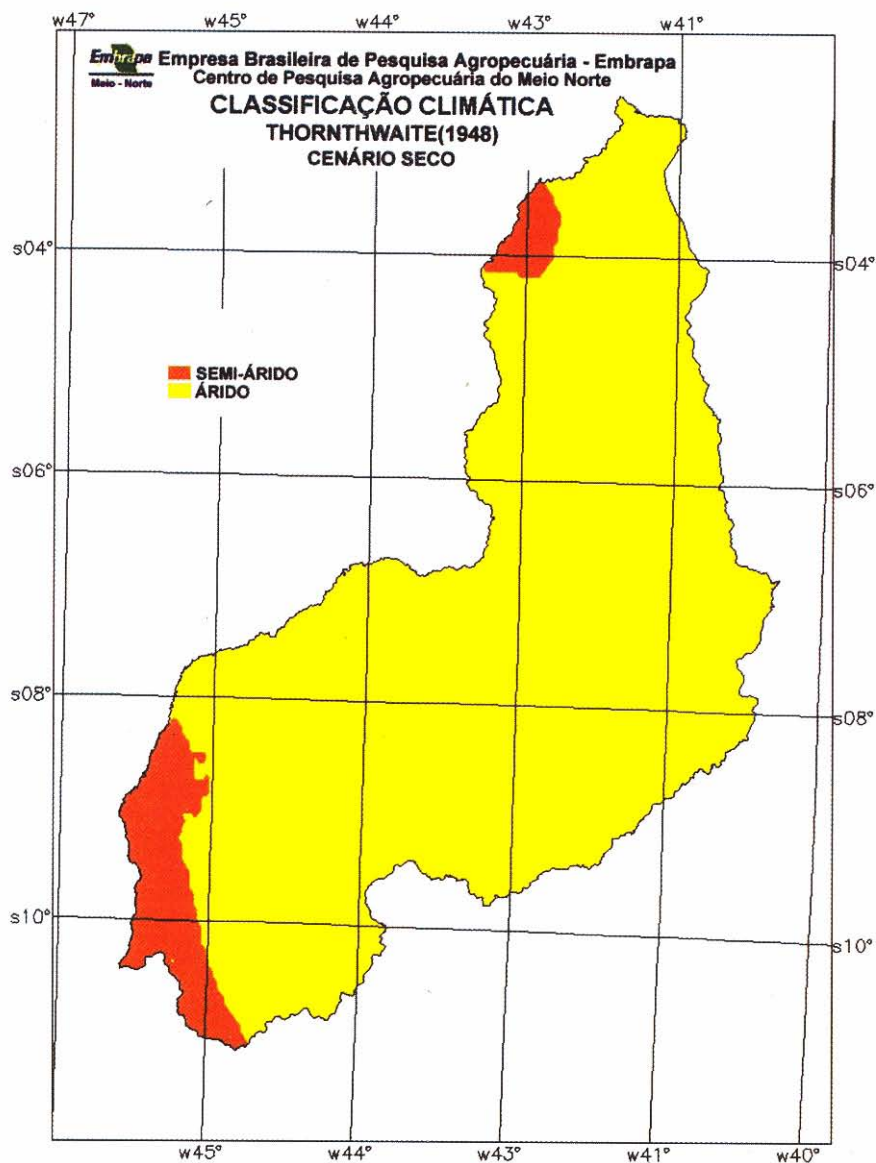 w47° w45° w44° w43° w41°
Embrapa Empresa Brasileira de Pesquisa Agropecuária - Embrapa
Meio - Norte Centro de Pesquisa Agropecuária do Meio Norte
CLASSIFICAÇÃO CLIMÁTICA
THORNTHWAITE(1948)
CENÁRIO SECO
s04° s04°
SEMI-ÁRIDO
ÁRIDO
s06° s06°
s08° s08°
s10° s10°
w45° w44° w43° w41° w40°